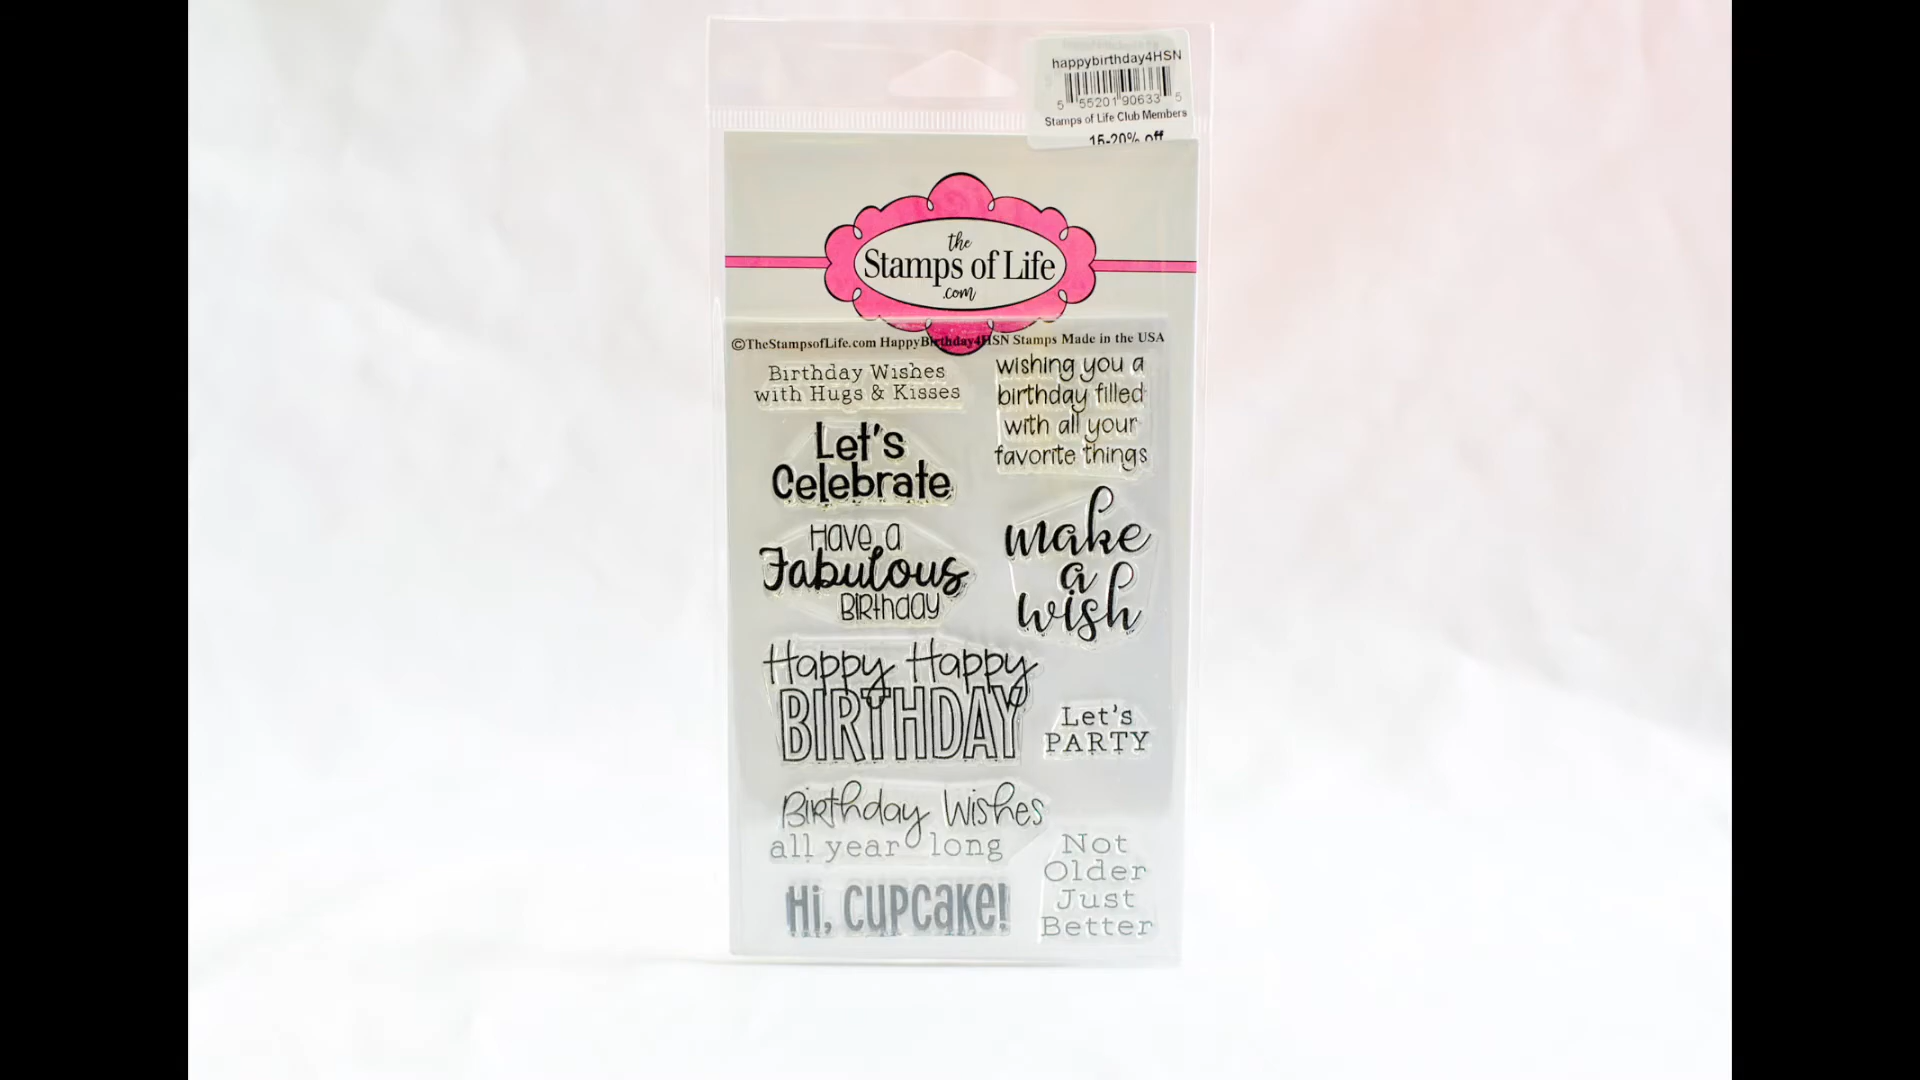 happybirthday4HSN
5 55201 90633 5
Stamps of Life Club Members
15-20% off
the
Stamps of Life
.com
©TheStampsofLife.com HappyBirthday4HSN Stamps Made in the USA
Birthday Wishes
with Hugs & Kisses
wishing you a
birthday filled
with all your
favorite things
Let's
Celebrate
Have a
Fabulous
BIRthday
make
a
wish
Happy Happy
BIRTHDAY
Let's
PARTY
Birthday Wishes
all year long
Hi, cupcake!
Not
Older
Just
Better